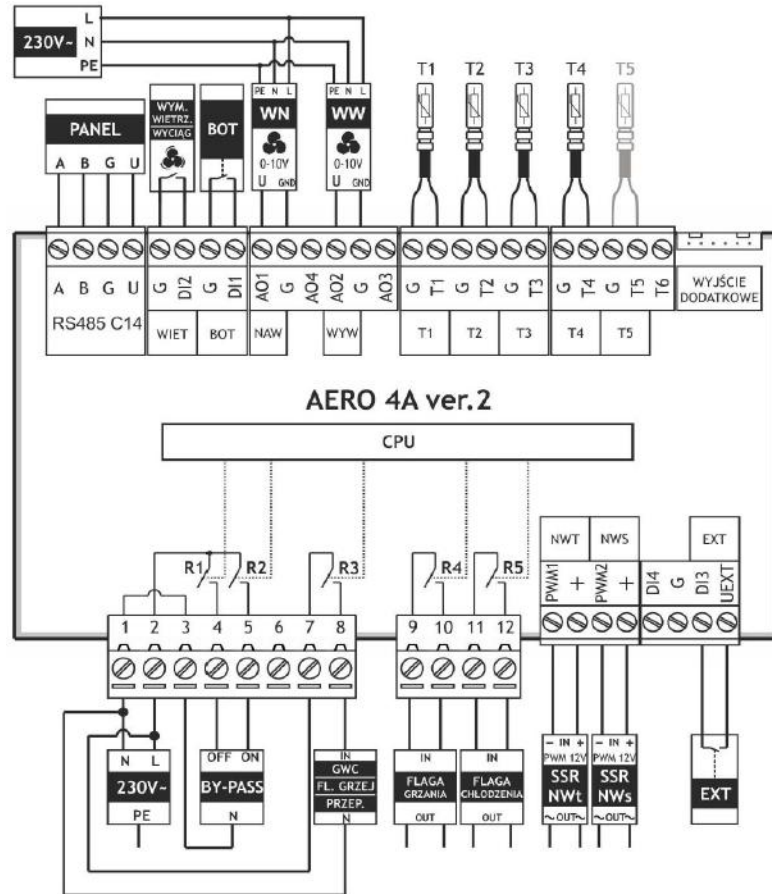 L
230V~ N
PE
T1 T2 T3 T4 T5
PE N L PE N L
WYM.
WIETRZ.
WYCIĄG
BOT
WN WW
PANEL
0-10V 0-10V
A B G U
U GND U GND
A B G U G DI2 G DI1 AO1 G AO4 AO2 G AO3 G T1 G T2 G T3 G T4 G T5 T6
WYJŚCIE
DODATKOWE
RS485 C14 WIET BOT NAW WYW T1 T2 T3 T4 T5
AERO 4A ver.2
CPU
NWT NWS EXT
R1 R2 R3 R4 R5
PWM1 + PWM2 + DI4 G DI3 UEXT
1 2 3 4 5 6 7 8 9 10 11 12
N L
230V~
PE
OFF ON
BY-PASS
N
IN
GWC
FL. GRZEJ
PRZEP.
N
IN
FLAGA
GRZANIA
OUT
IN
FLAGA
CHŁODZENIA
OUT
− IN +
PWM 12V
SSR
NWt
~OUT~
− IN +
PWM 12V
SSR
NWs
~OUT~
EXT